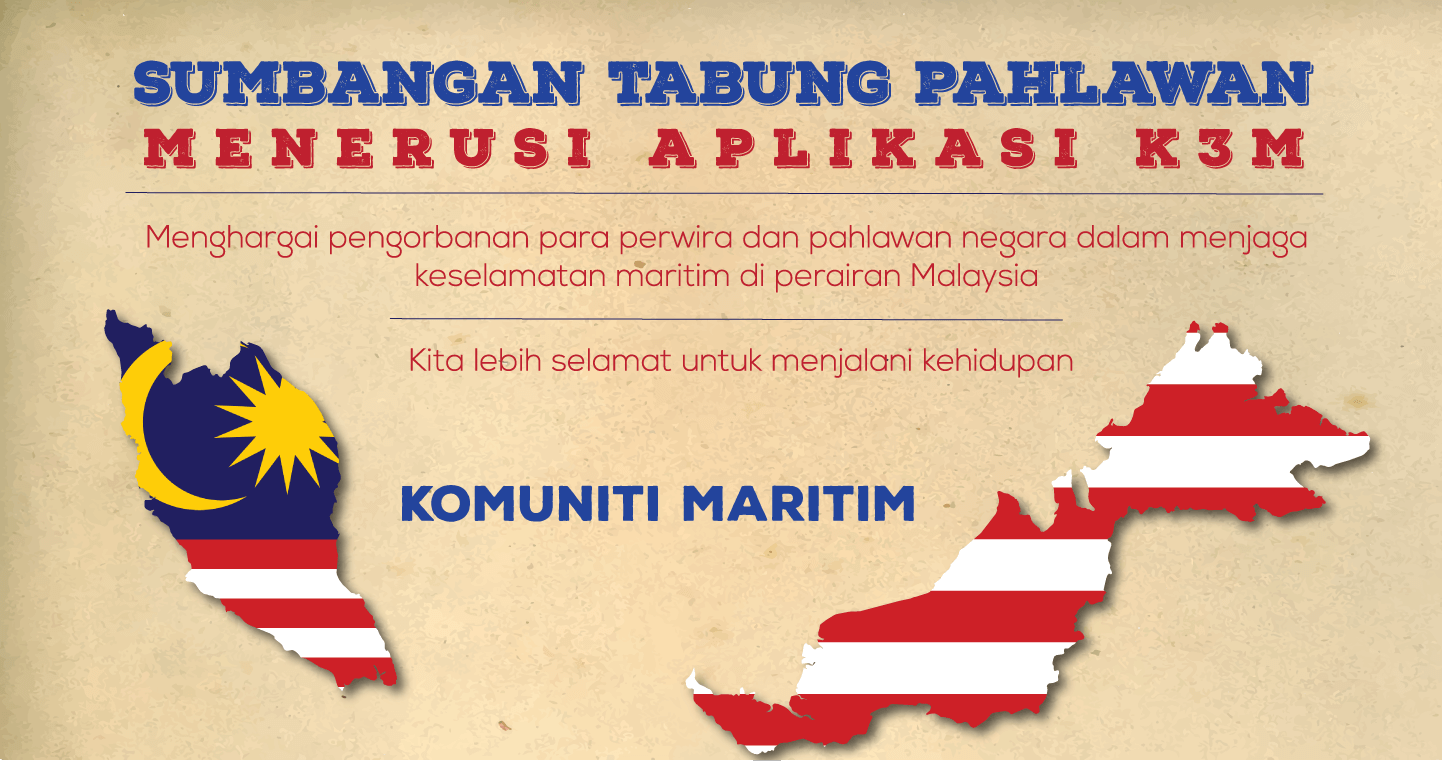 SUMBANGAN TABUNG PAHLAWAN
MENERUSI APLIKASI K3M
Menghargai pengorbanan para perwira dan pahlawan negara dalam menjaga
keselamatan maritim di perairan Malaysia
Kita lebih selamat untuk menjalani kehidupan
KOMUNITI MARITIM